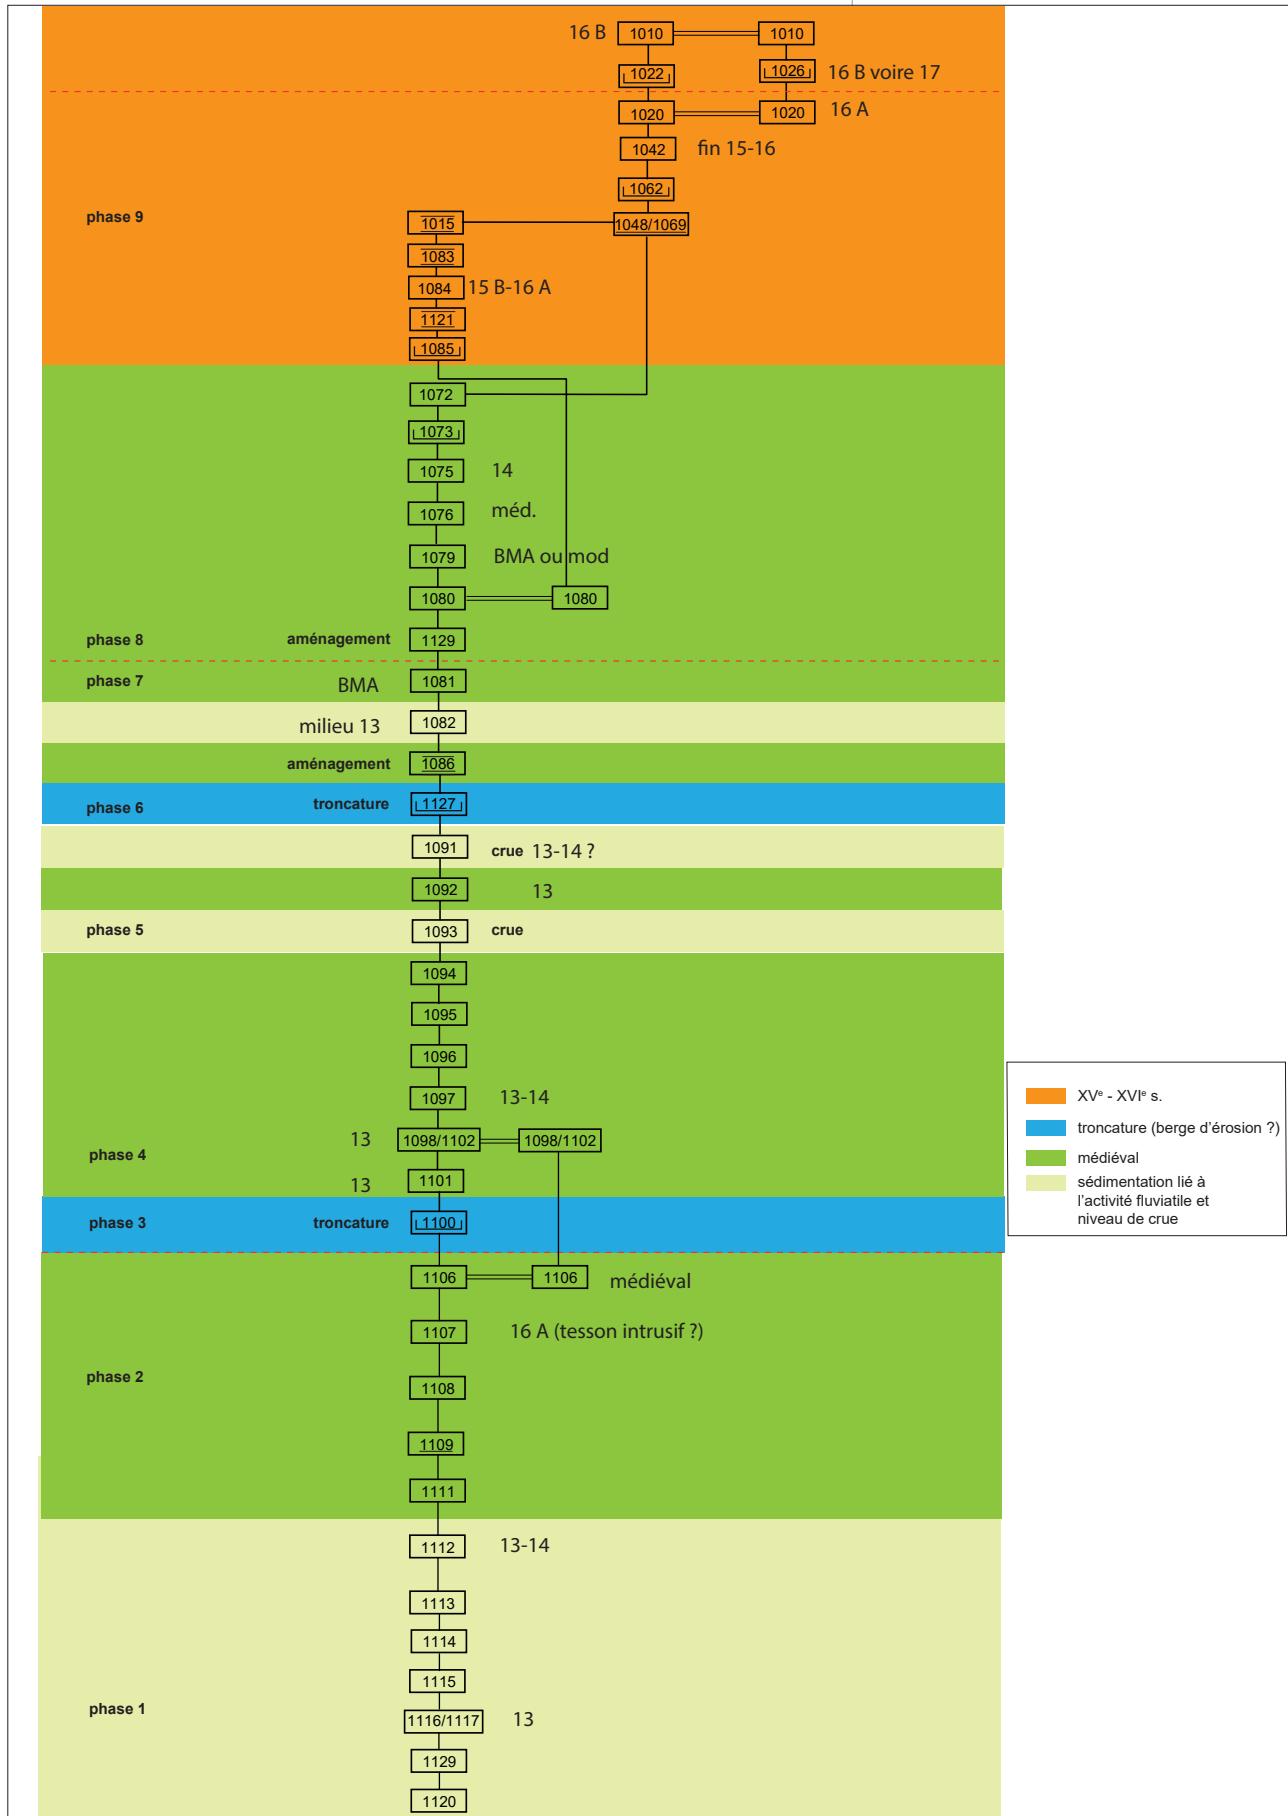 16 B 1010 1010
1022 1026 16 B voire 17
1020 1020 16 A
1042 fin 15-16
1062
phase 9 1015 1048/1069
1083
1084 15 B-16 A
1121
1085
1072
1073
1075 14
1076 méd.
1079 BMA ou mod
1080 1080
phase 8 aménagement 1129
phase 7 BMA 1081
milieu 13 1082
aménagement 1086
phase 6 troncature 1127
1091 crue 13-14 ?
1092 13
phase 5 1093 crue
1094
1095
1096
1097 13-14
13 1098/1102 1098/1102
phase 4
13 1101
phase 3 troncature 1100
1106 1106 médiéval
1107 16 A (tesson intrusif ?)
phase 2 1108
1109
1111
1112 13-14
1113
1114
1115
phase 1 1116/1117 13
1129
1120
XVe - XVIe s.
troncature (berge d'érosion ?)
médiéval
sédimentation lié à
l'activité fluviatile et
niveau de crue